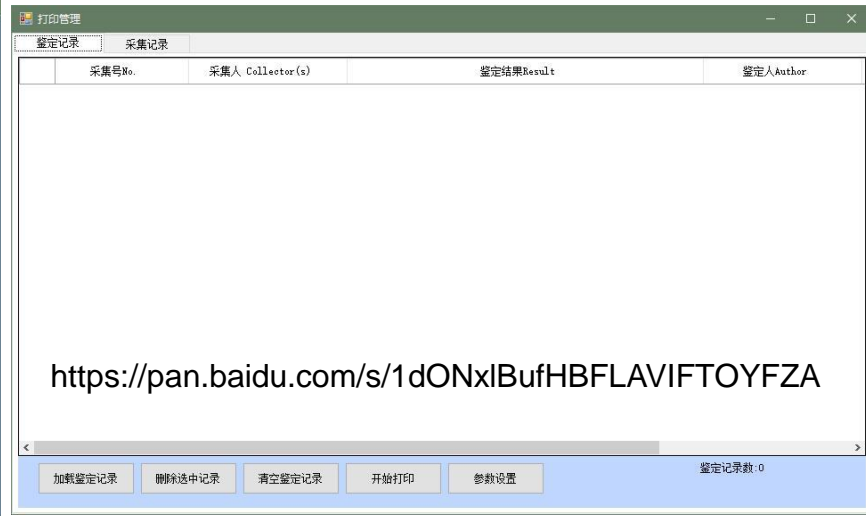 打印管理
鉴定记录 采集记录
采集号No. 采集人 Collector(s) 鉴定结果Result 鉴定人Author
https://pan.baidu.com/s/1dONxlBufHBFLAVIFTOYFZA
加载鉴定记录 删除选中记录 清空鉴定记录 开始打印 参数设置 鉴定记录数:0